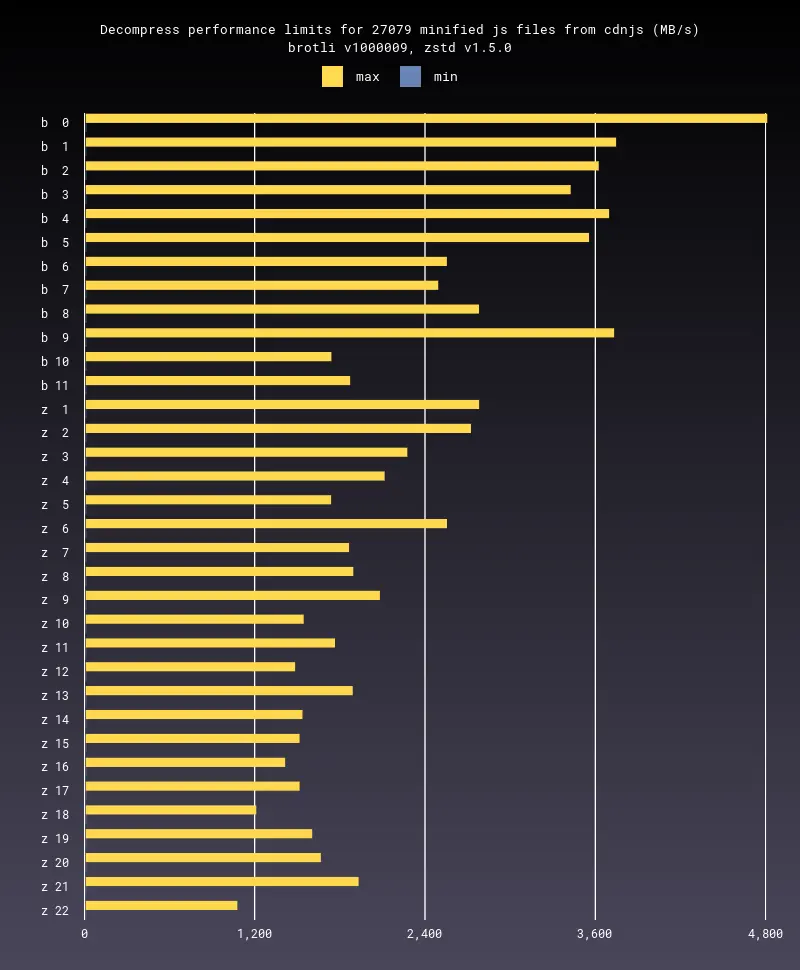 Decompress performance limits for 27079 minified js files from cdnjs (MB/s)
brotli v1000009, zstd v1.5.0
max min
b 0
b 1
b 2
b 3
b 4
b 5
b 6
b 7
b 8
b 9
b 10
b 11
z 1
z 2
z 3
z 4
z 5
z 6
z 7
z 8
z 9
z 10
z 11
z 12
z 13
z 14
z 15
z 16
z 17
z 18
z 19
z 20
z 21
z 22
0 1,200 2,400 3,600 4,800